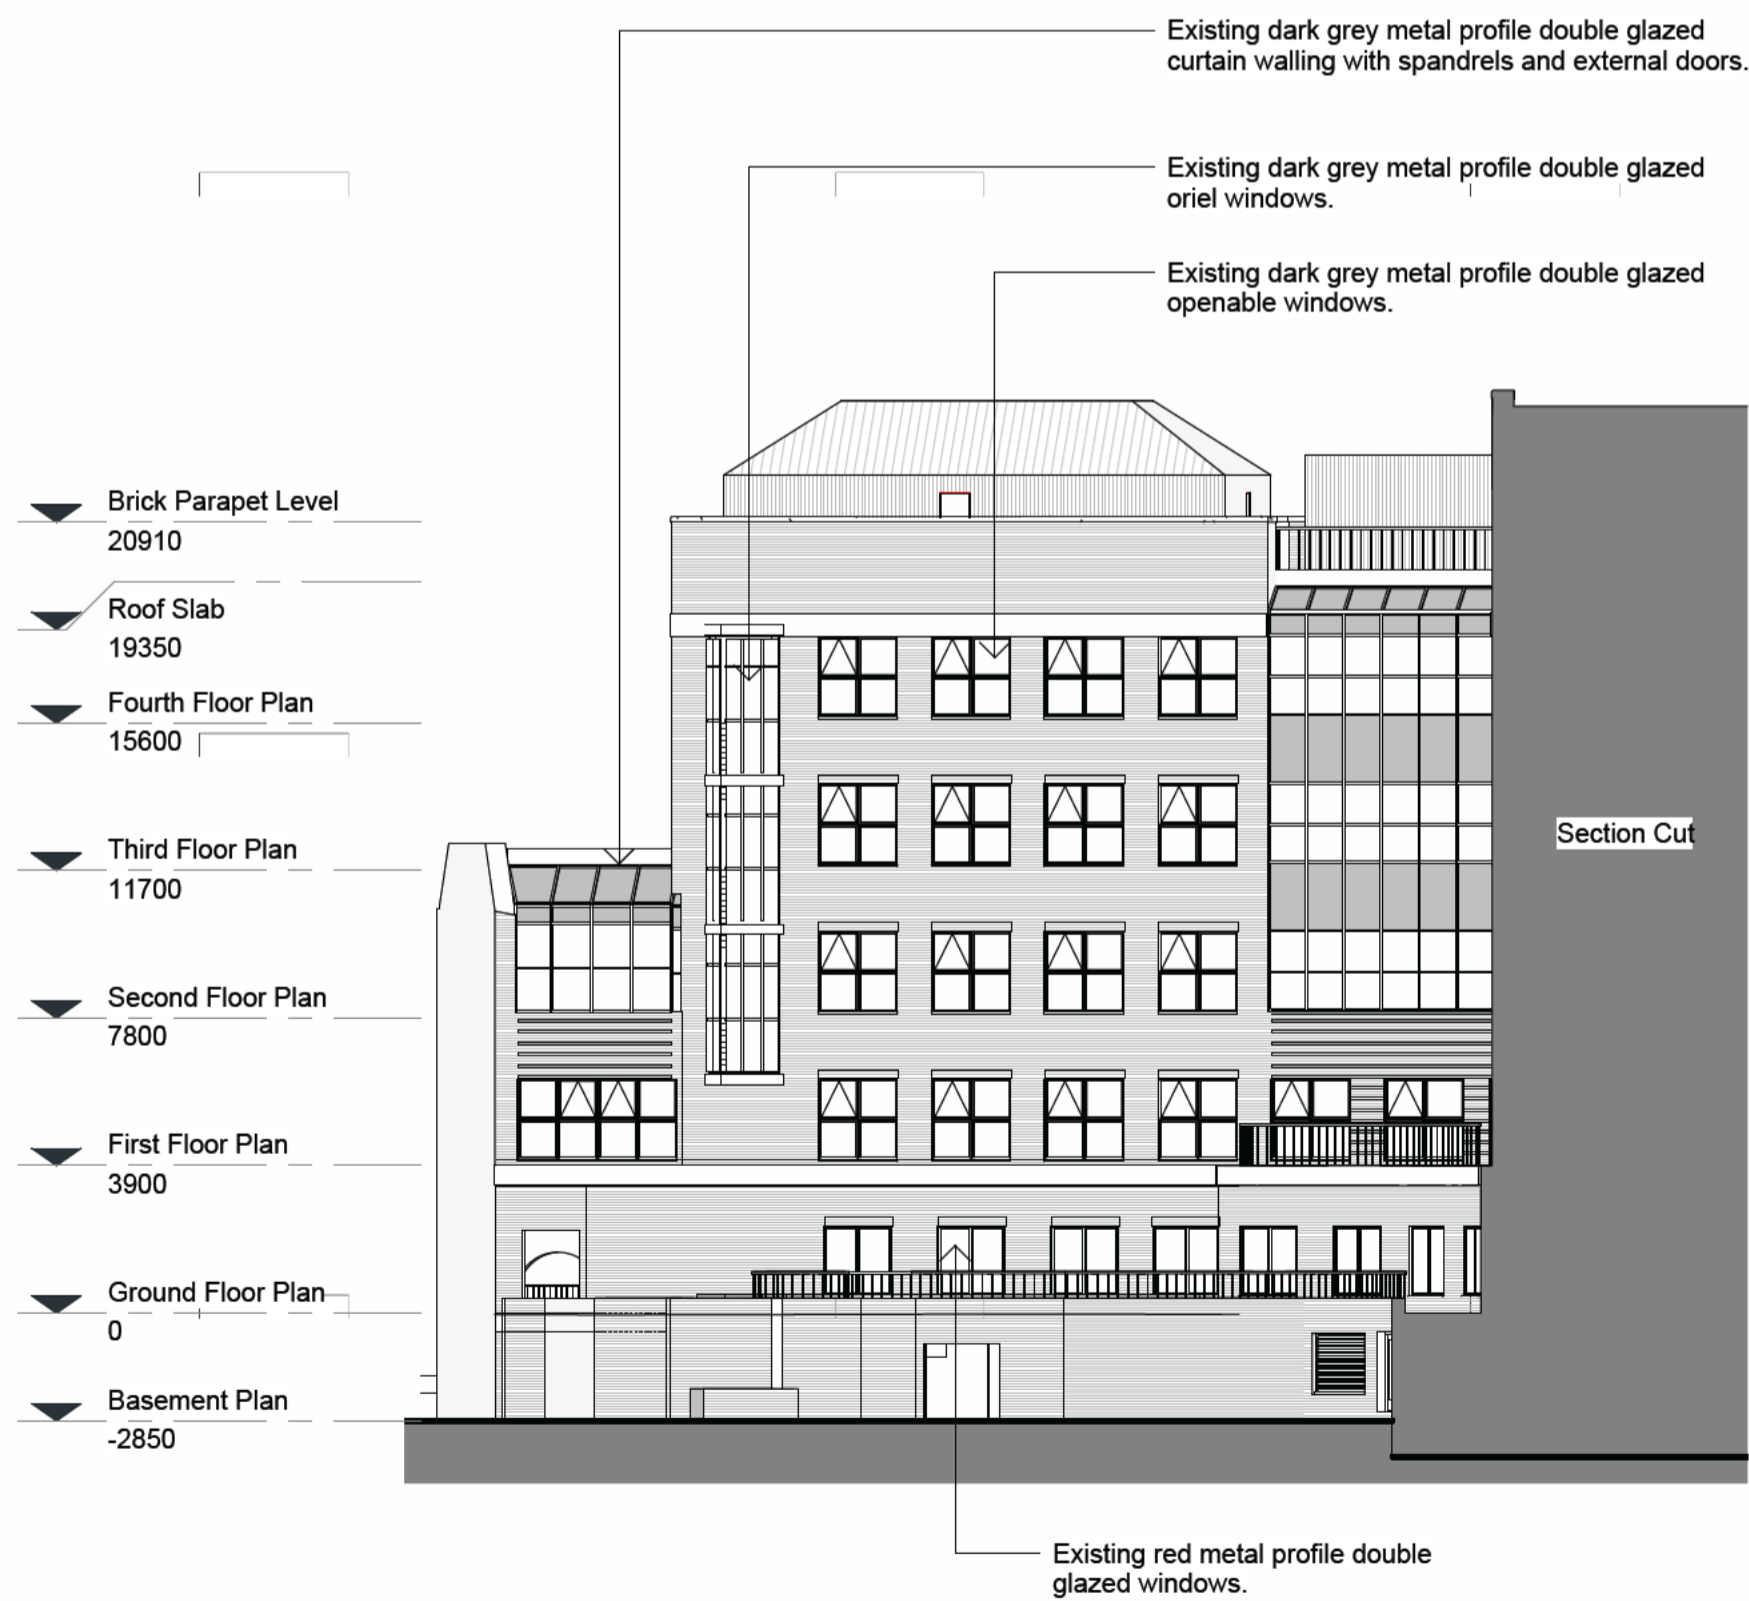 Existing dark grey metal profile double glazed
curtain walling with spandrels and external doors.
Existing dark grey metal profile double glazed
oriel windows.
Existing dark grey metal profile double glazed
openable windows.
Brick Parapet Level
20910
Roof Slab
19350
Fourth Floor Plan
15600
Third Floor Plan
11700
Second Floor Plan
7800
First Floor Plan
3900
Ground Floor Plan
0
Basement Plan
-2850
Section Cut
Existing red metal profile double
glazed windows.